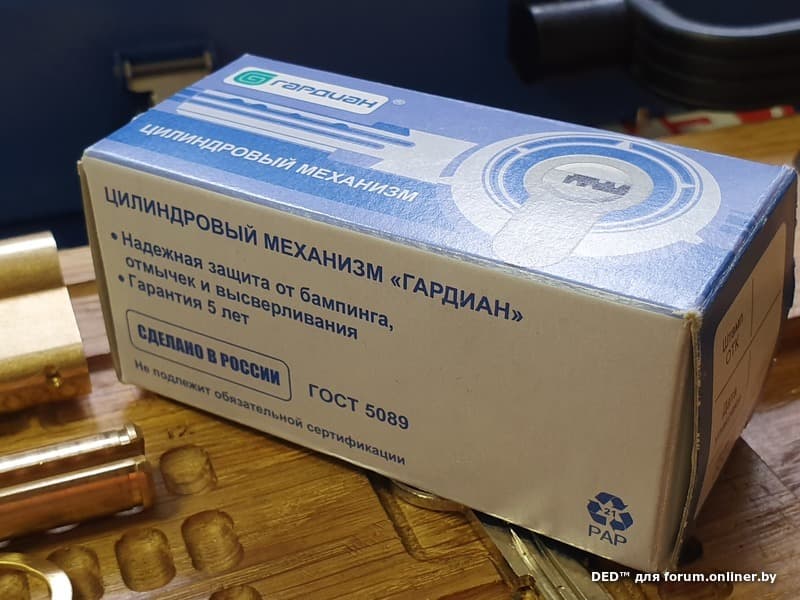 гардиан®
ЦИЛИНДРОВЫЙ МЕХАНИЗМ
ЦИЛИНДРОВЫЙ МЕХАНИЗМ «ГАРДИАН»
• Надежная защита от бампинга,
отмычек и высверливания
• Гарантия 5 лет
СДЕЛАНО В РОССИИ
ГОСТ 5089
Не подлежит обязательной сертификации
21
PAP
Штамп
ОТК
Дата
DED™ для forum.onliner.by